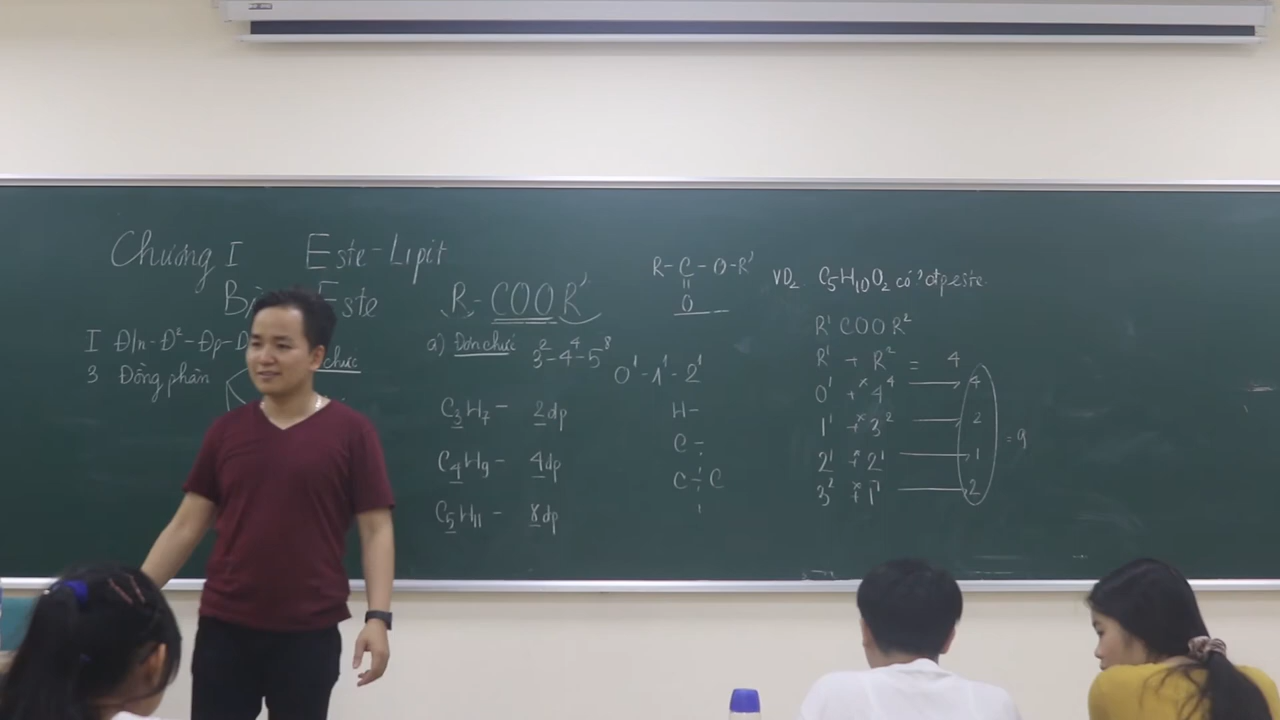 Chương I Este-Lipit
Este
I Đ/n - Đ² - Đp - D
3 Đồng phân
chức
R-COOR'
a) Đơn chức 3²-4⁴-5⁸
C3H7 - 2đp
C4H9 - 4đp
C5H11 - 8đp
R-C-O-R'
O
0¹-1¹-2¹
H-
C-
C-C
VD2 C5H10O2 có ? đp este
R¹COOR²
R¹ + R² = 4
0¹ + 4⁴ 4
1¹ + 3² 2
2¹ + 2¹ 1
3² + 1¹ 2
= 9